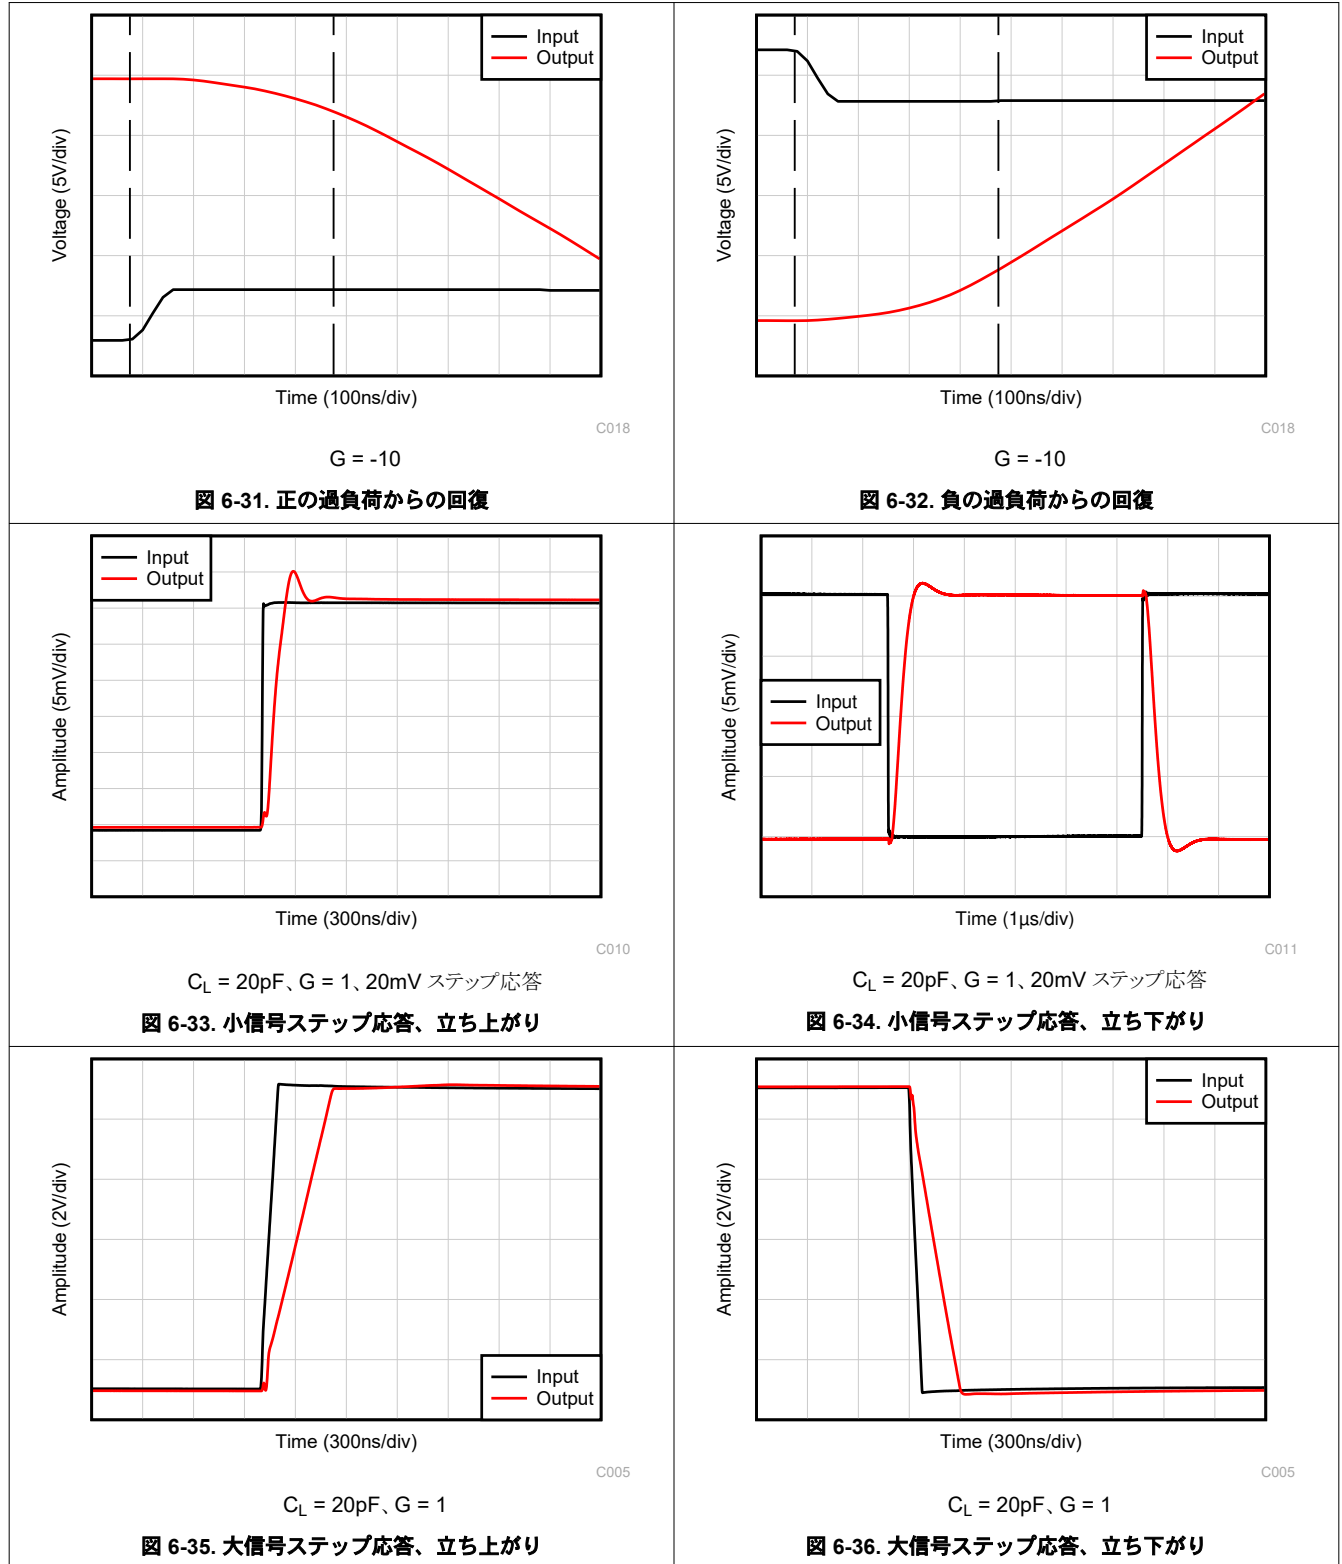 Input
Output
Voltage (5V/div)
Time (100ns/div)
C018
G = -10
図 6-31. 正の過負荷からの回復
Input
Output
Voltage (5V/div)
Time (100ns/div)
C018
G = -10
図 6-32. 負の過負荷からの回復
Input
Output
Amplitude (5mV/div)
Time (300ns/div)
C010
CL = 20pF、G = 1、20mV ステップ応答
図 6-33. 小信号ステップ応答、立ち上がり
Input
Output
Amplitude (5mV/div)
Time (1μs/div)
C011
CL = 20pF、G = 1、20mV ステップ応答
図 6-34. 小信号ステップ応答、立ち下がり
Input
Output
Amplitude (2V/div)
Time (300ns/div)
C005
CL = 20pF、G = 1
図 6-35. 大信号ステップ応答、立ち上がり
Input
Output
Amplitude (2V/div)
Time (300ns/div)
C005
CL = 20pF、G = 1
図 6-36. 大信号ステップ応答、立ち下がり